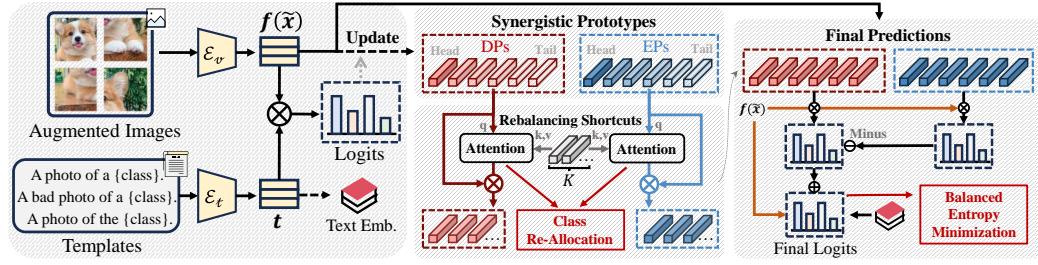 f(x̃)
ℰᵥ
Augmented Images
Update
Logits
A photo of a {class}.
A bad photo of a {class}.
A photo of the {class}.
Templates
ℰₜ
t
Text Emb.
Synergistic Prototypes
Head DPs Tail
Head EPs Tail
Rebalancing Shortcuts
q k,v k,v q
Attention
Attention
K
Class
Re-Allocation
Final Predictions
f(x̃)
Minus
Final Logits
Balanced
Entropy
Minimization